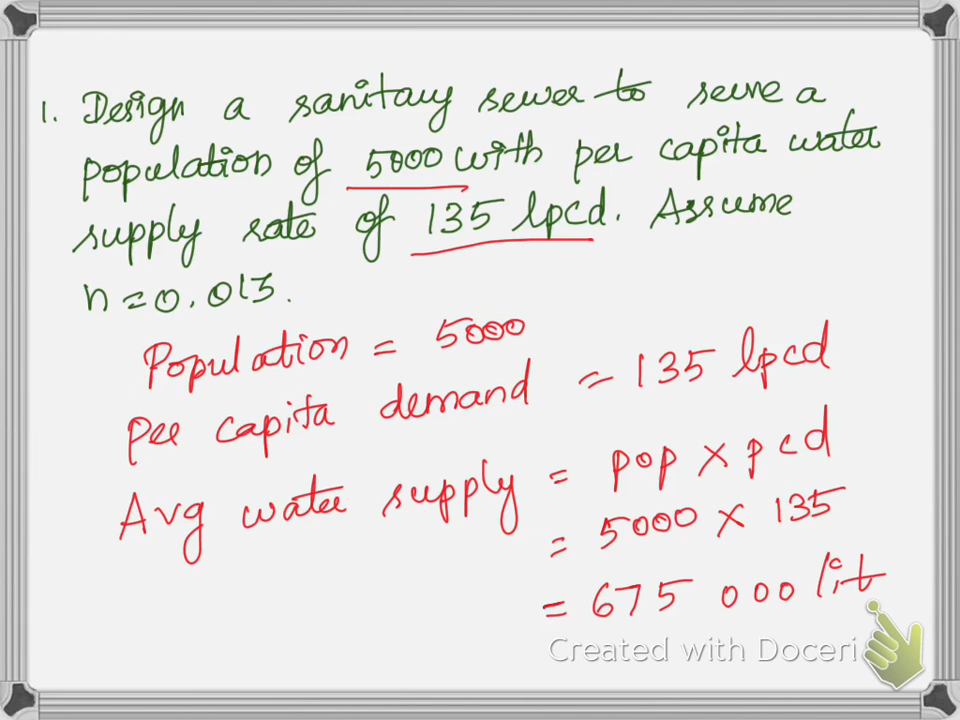 1. Design a sanitary sewer to serve a
population of 5000 with per capita water
supply rate of 135 lpcd. Assume
n=0.013.
Population = 5000
Per capita demand = 135 lpcd
Avg water supply = pop × pcd
= 5000 × 135
= 675 000 lit
Created with Doceri